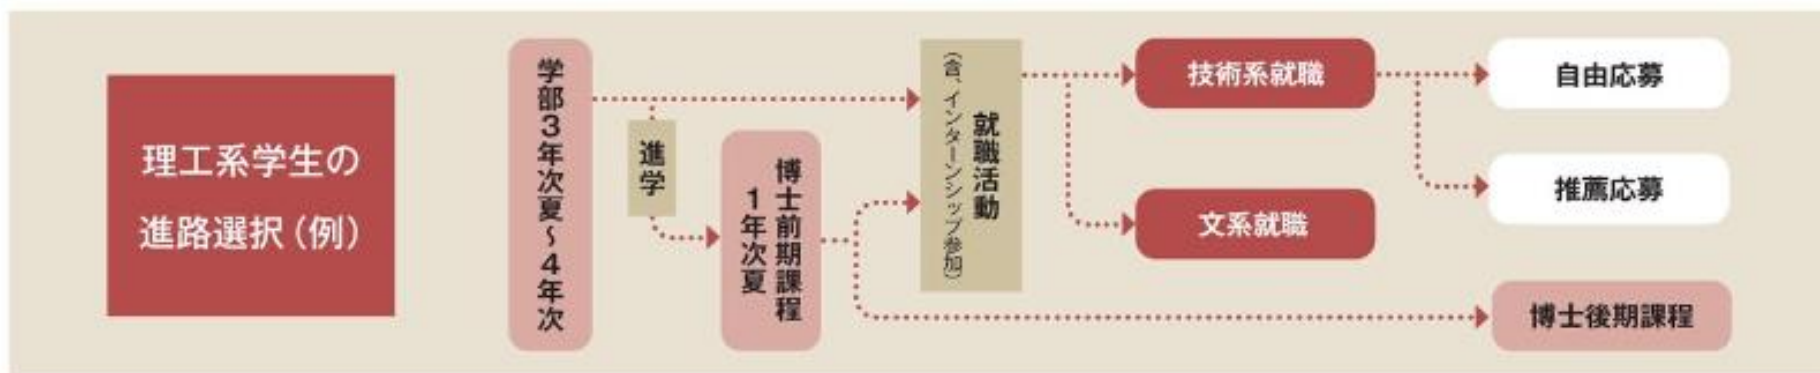 理工系学生の
進路選択（例）
学部3年次夏～4年次
進学
博士前期課程
1年次夏
就職活動
（含、インターンシップ参加）
技術系就職
文系就職
自由応募
推薦応募
博士後期課程